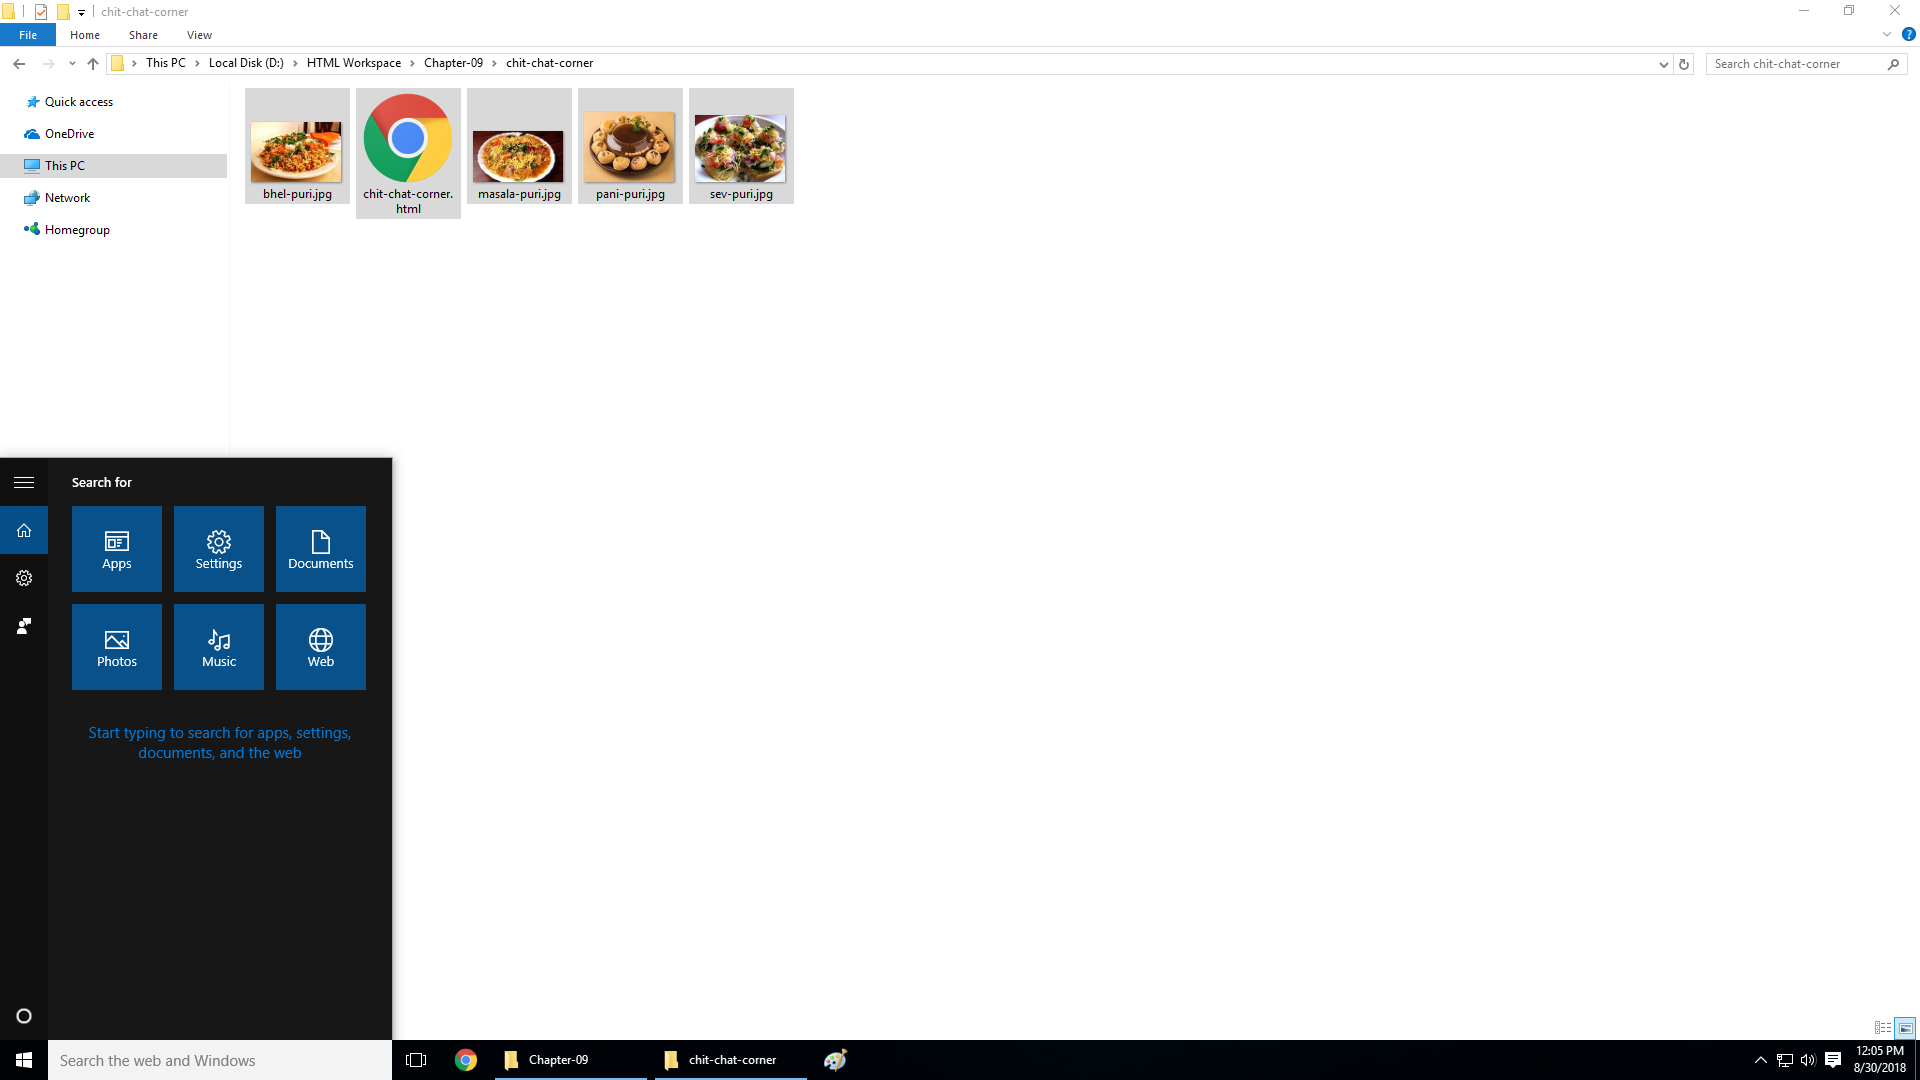 chit-chat-corner
File Home Share View
This PC Local Disk (D:) HTML Workspace Chapter-09 chit-chat-corner
Search chit-chat-corner
Quick access
OneDrive
This PC
Network
Homegroup
bhel-puri.jpg
chit-chat-corner.
html
masala-puri.jpg
pani-puri.jpg
sev-puri.jpg
Search for
Apps Settings Documents
Photos Music Web
Start typing to search for apps, settings,
documents, and the web
Search the web and Windows
Chapter-09
chit-chat-corner
12:05 PM
8/30/2018